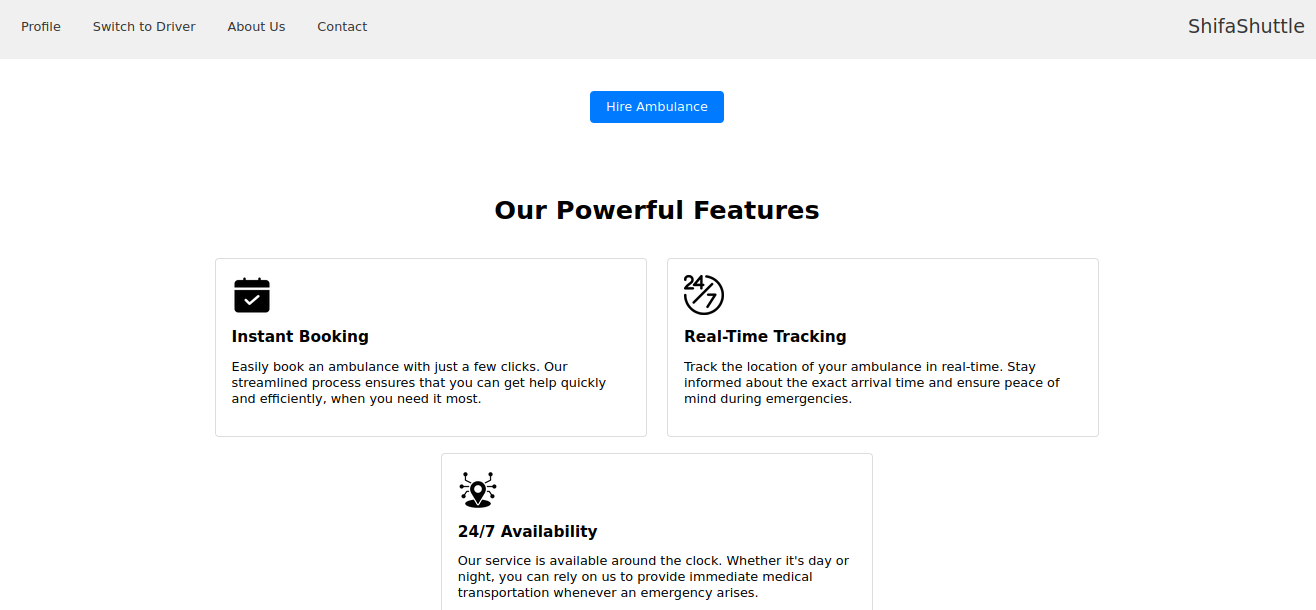 Profile
Switch to Driver
About Us
Contact
ShifaShuttle
Hire Ambulance
Our Powerful Features
Instant Booking
Easily book an ambulance with just a few clicks. Our
streamlined process ensures that you can get help quickly
and efficiently, when you need it most.
24/7
Real-Time Tracking
Track the location of your ambulance in real-time. Stay
informed about the exact arrival time and ensure peace of
mind during emergencies.
24/7 Availability
Our service is available around the clock. Whether it's day or
night, you can rely on us to provide immediate medical
transportation whenever an emergency arises.